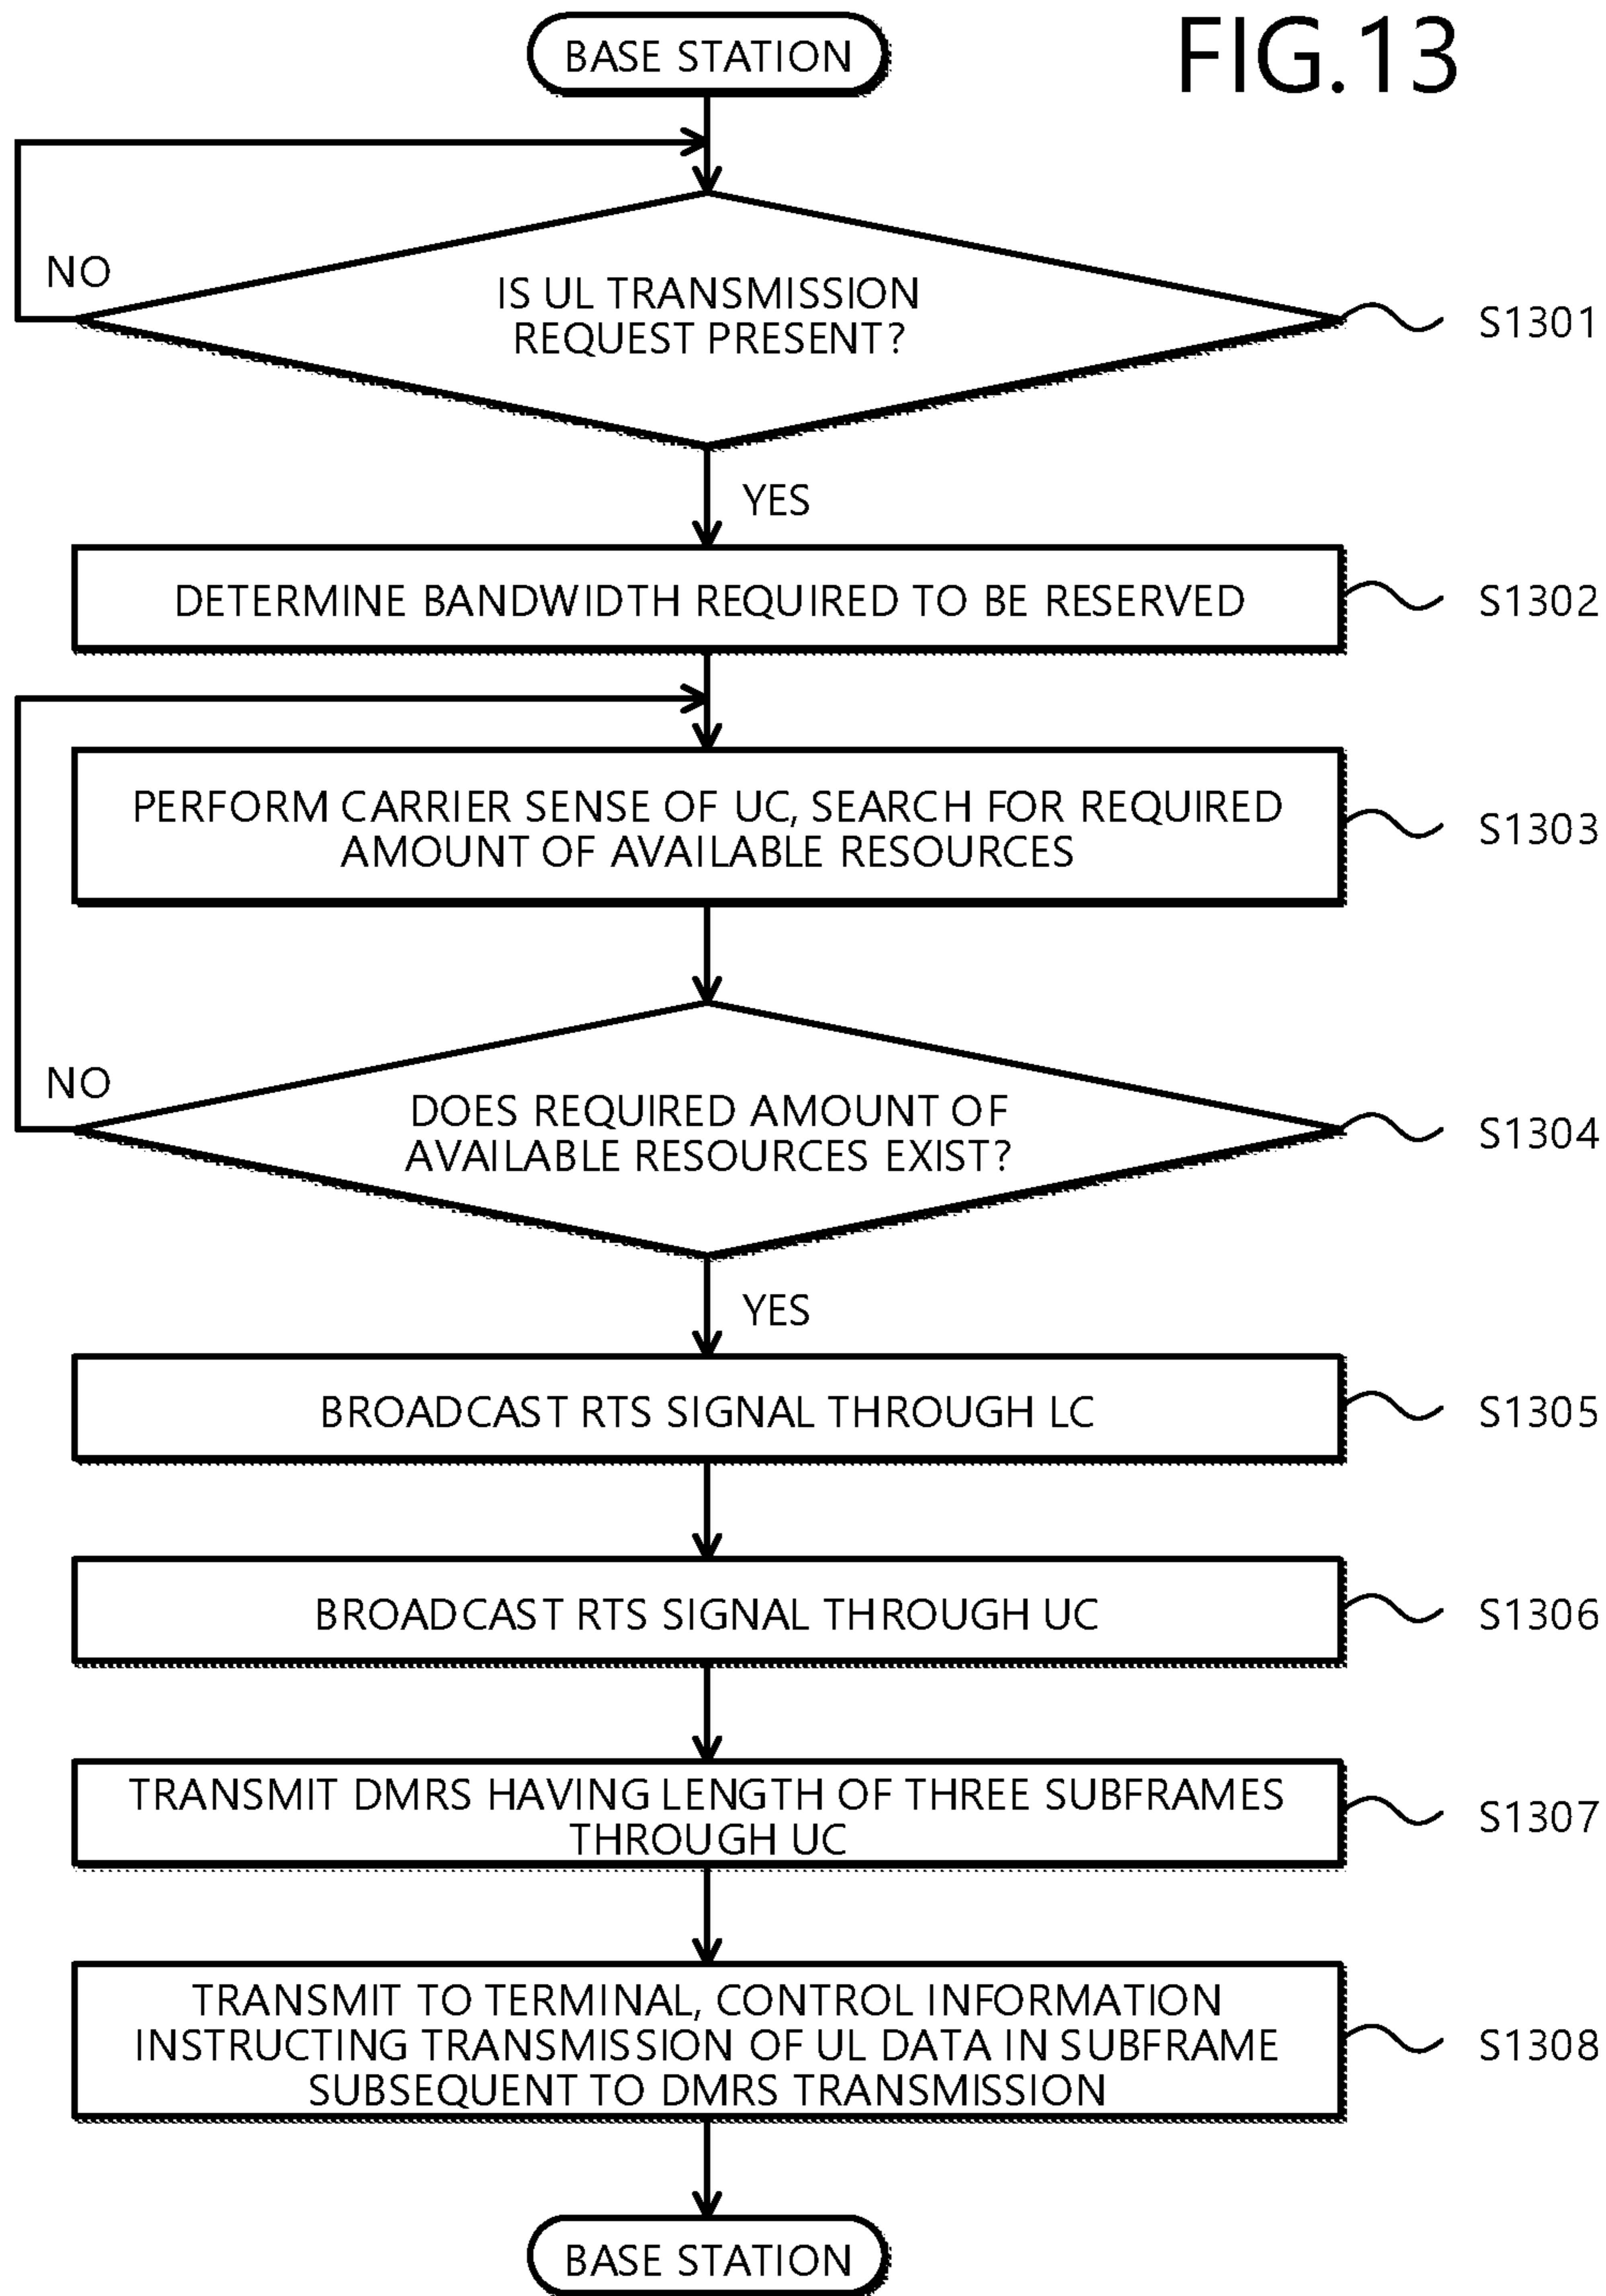 FIG.13
BASE STATION
NO
IS UL TRANSMISSION
REQUEST PRESENT?
S1301
YES
DETERMINE BANDWIDTH REQUIRED TO BE RESERVED
S1302
PERFORM CARRIER SENSE OF UC, SEARCH FOR REQUIRED
AMOUNT OF AVAILABLE RESOURCES
S1303
NO
DOES REQUIRED AMOUNT OF
AVAILABLE RESOURCES EXIST?
S1304
YES
BROADCAST RTS SIGNAL THROUGH LC
S1305
BROADCAST RTS SIGNAL THROUGH UC
S1306
TRANSMIT DMRS HAVING LENGTH OF THREE SUBFRAMES
THROUGH UC
S1307
TRANSMIT TO TERMINAL, CONTROL INFORMATION
INSTRUCTING TRANSMISSION OF UL DATA IN SUBFRAME
SUBSEQUENT TO DMRS TRANSMISSION
S1308
BASE STATION